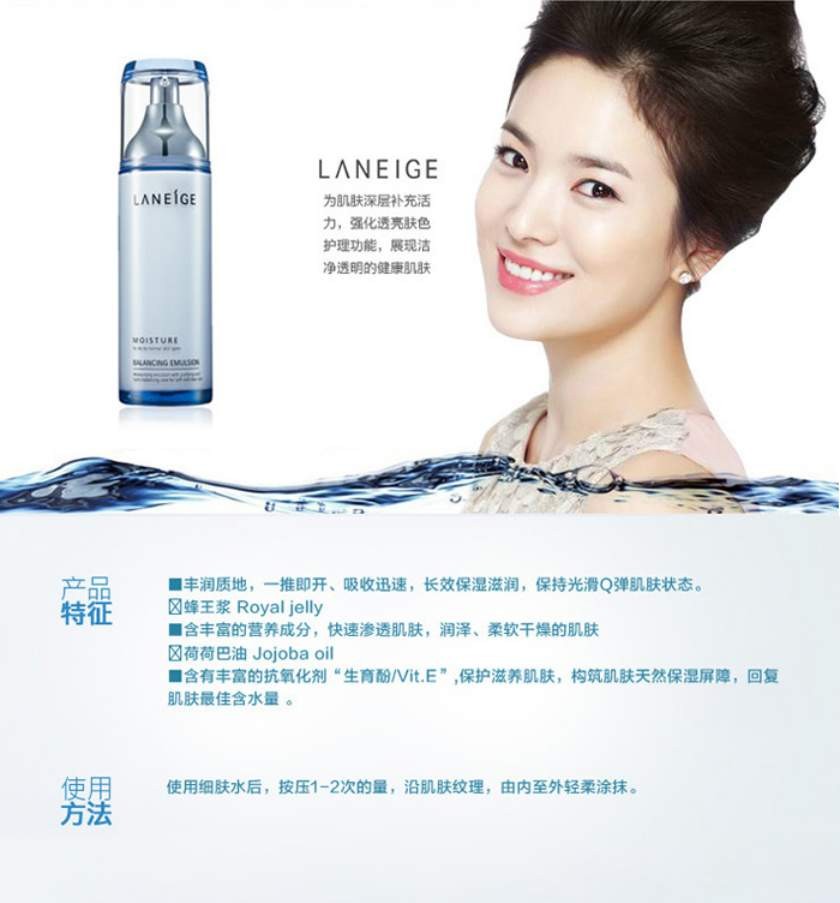 LANEÍGE
MOISTURE
BALANCING EMULSION
LANEIGE
为肌肤深层补充活
力，强化透亮肤色
护理功能，展现洁
净透明的健康肌肤
产品
特征
■丰润质地，一推即开、吸收迅速，长效保湿滋润，保持光滑Q弹肌肤状态。
蜂王浆 Royal jelly
■含丰富的营养成分，快速渗透肌肤，润泽、柔软干燥的肌肤
荷荷巴油 Jojoba oil
■含有丰富的抗氧化剂“生育酚/Vit.E”,保护滋养肌肤，构筑肌肤天然保湿屏障，回复
肌肤最佳含水量 。
使用
方法
使用细肤水后，按压1-2次的量，沿肌肤纹理，由内至外轻柔涂抹。